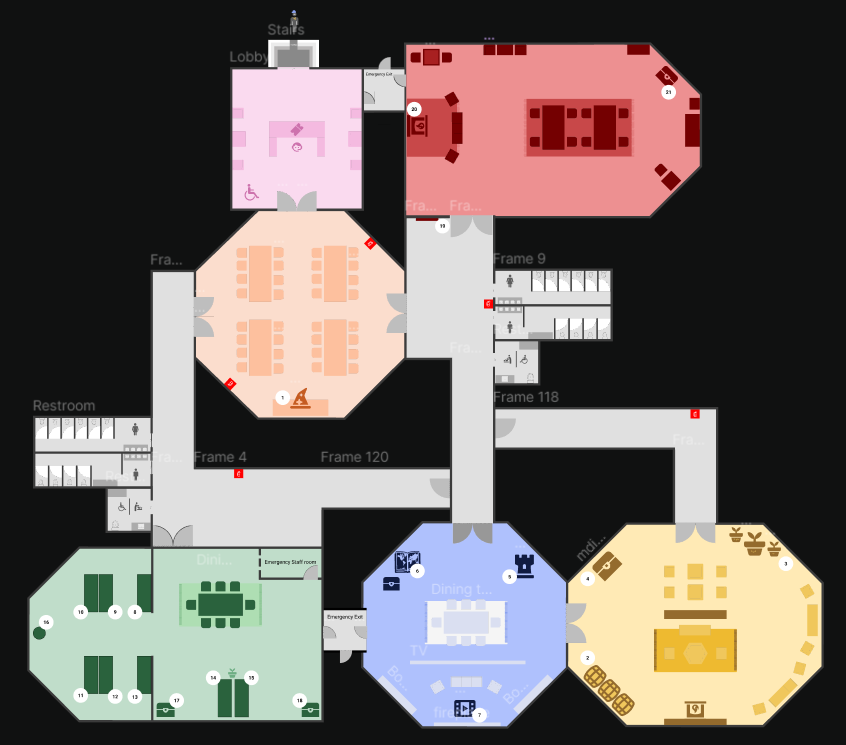 Stairs
Lobby
Emergency Exit
20
21
Fra...
Fra...
19
Fra...
Frame 9
1
Fra...
Frame 118
Restroom
Fra...
Fra...
Frame 4
Frame 120
Dini...
Emergency Staff room
mdi...
3
6
5
4
10
9
8
Dining t...
16
Emergency Exit
TV
2
11
12
13
14
15
Bo...
Bo...
17
18
fire
7